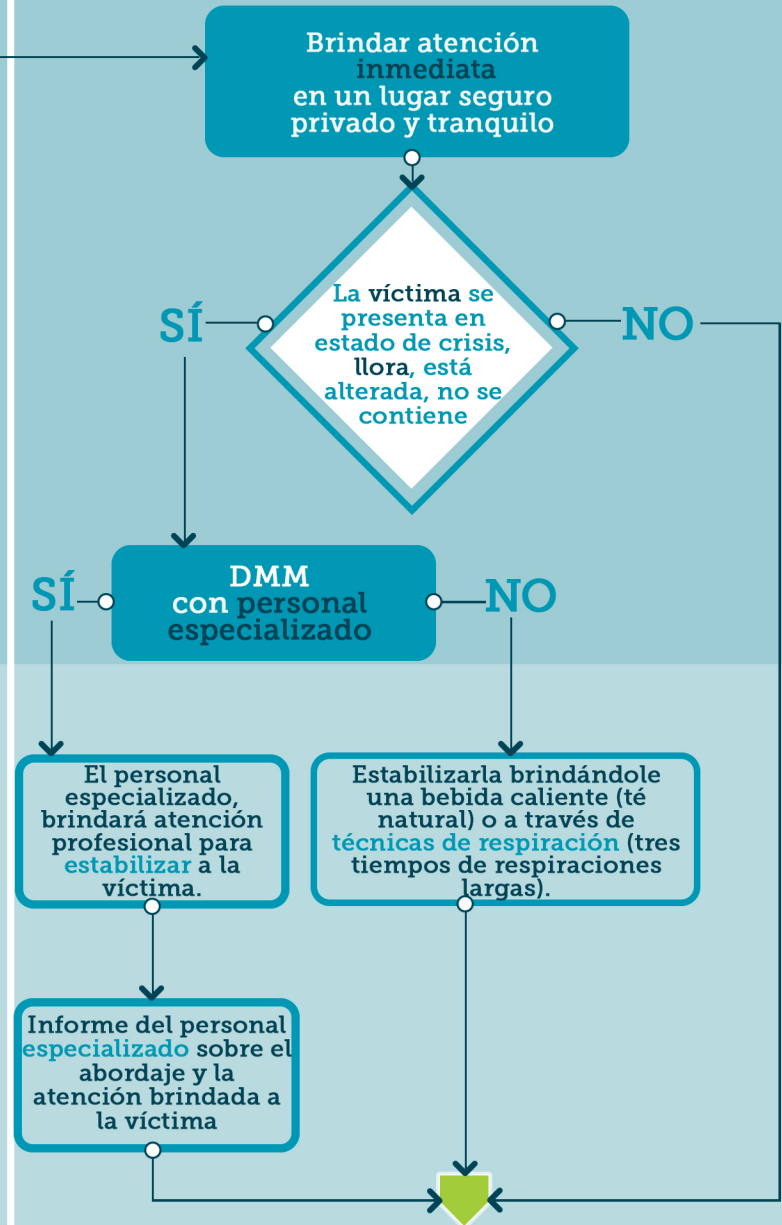 Brindar atención
inmediata
en un lugar seguro
privado y tranquilo
La víctima se
presenta en
estado de crisis,
llora, está
alterada, no se
contiene
SÍ
NO
DMM
con personal
especializado
SÍ
NO
El personal
especializado,
brindará atención
profesional para
estabilizar a la
víctima.
Estabilizarla brindándole
una bebida caliente (té
natural) o a través de
técnicas de respiración (tres
tiempos de respiraciones
largas).
Informe del personal
especializado sobre el
abordaje y la
atención brindada a
la víctima